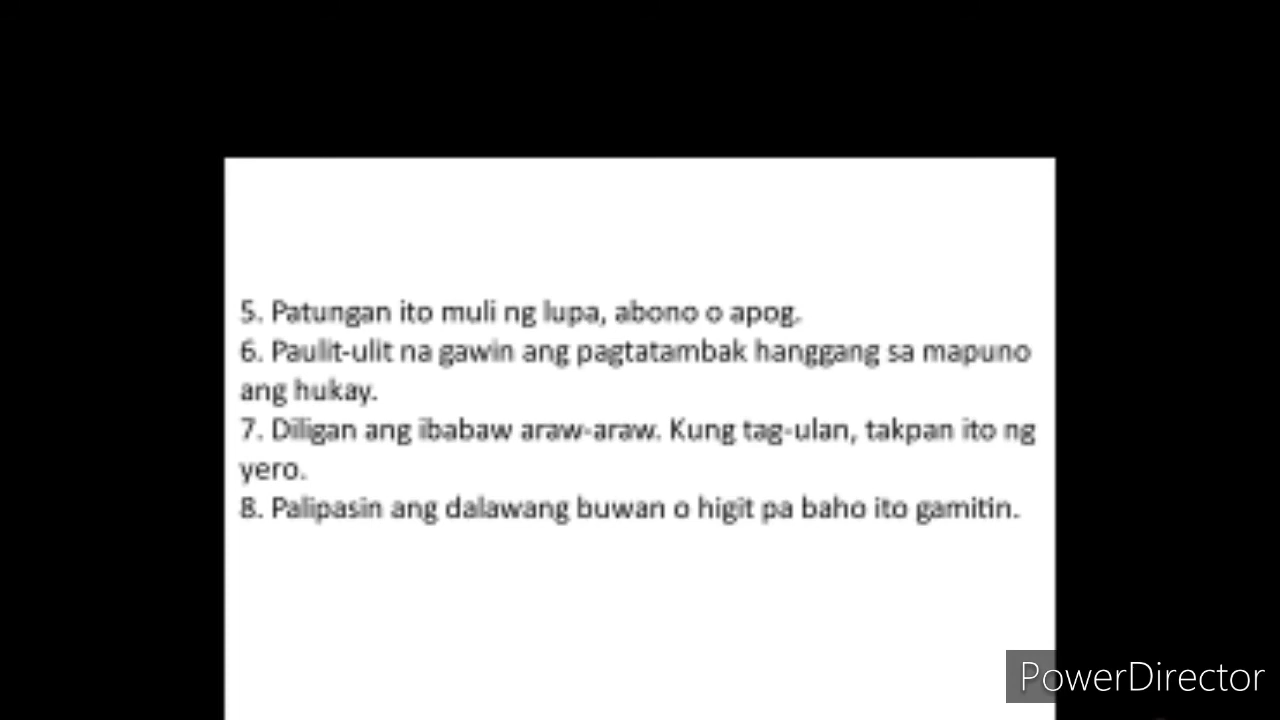 5. Patungan ito muli ng lupa, abono o apog.
6. Paulit-ulit na gawin ang pagtatambak hanggang sa mapuno
ang hukay.
7. Diligan ang ibabaw araw-araw. Kung tag-ulan, takpan ito ng
yero.
8. Palipasin ang dalawang buwan o higit pa baho ito gamitin.
PowerDirector